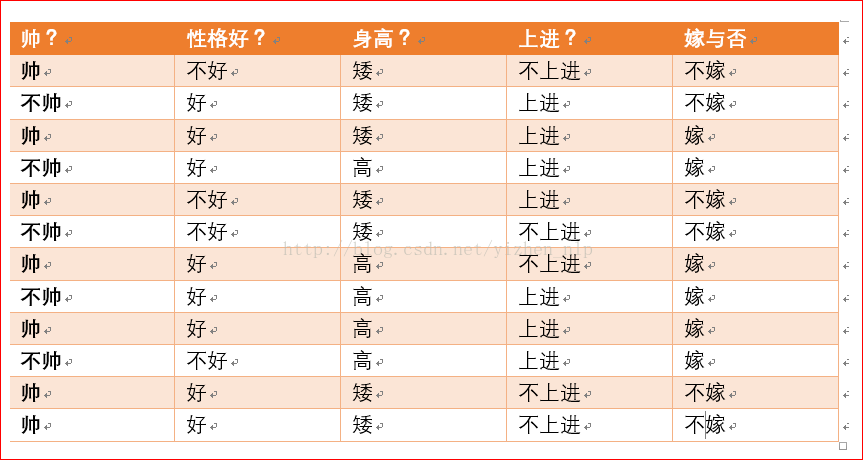 帅？ 性格好？ 身高？ 上进？ 嫁与否
帅 不好 矮 不上进 不嫁
不帅 好 矮 上进 不嫁
帅 好 矮 上进 嫁
不帅 好 高 上进 嫁
帅 不好 矮 上进 不嫁
不帅 不好 矮 不上进 不嫁
http://blog.csdn.net/yizhen_nlp
帅 好 高 不上进 嫁
不帅 好 高 上进 嫁
帅 好 高 上进 嫁
不帅 不好 高 上进 嫁
帅 好 矮 不上进 不嫁
帅 好 矮 不上进 不嫁